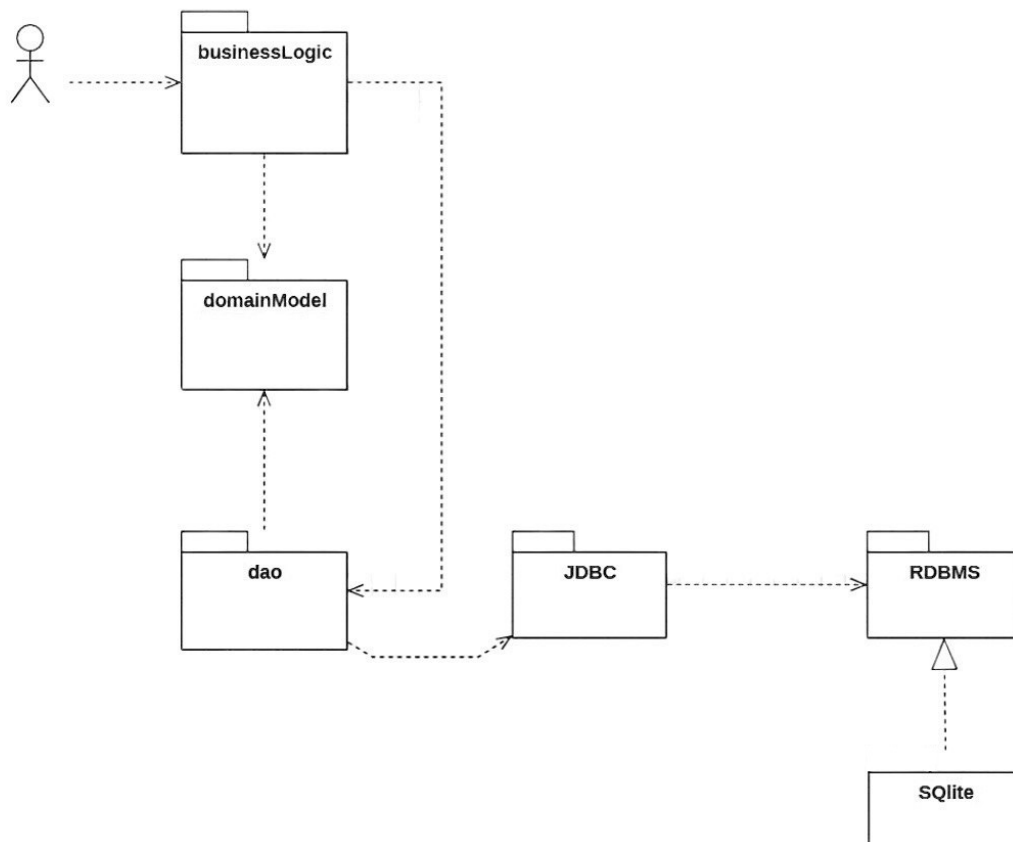 businessLogic
domainModel
dao
JDBC
RDBMS
SQlite